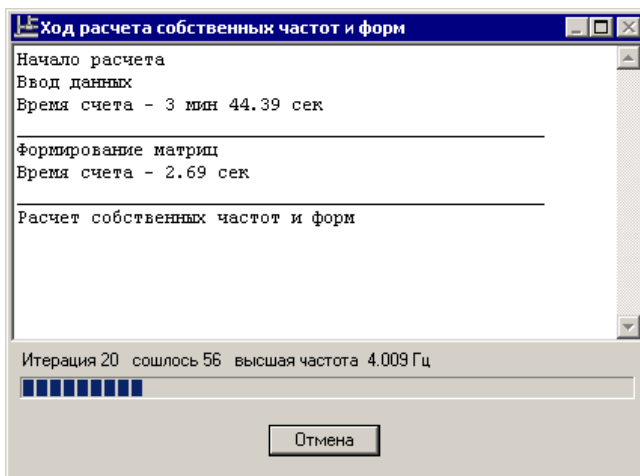 Ход расчета собственных частот и форм
Начало расчета
Ввод данных
Время счета - 3 мин 44.39 сек
Формирование матриц
Время счета - 2.69 сек
Расчет собственных частот и форм
Итерация 20 сошлось 56 высшая частота 4.009 Гц
Отмена